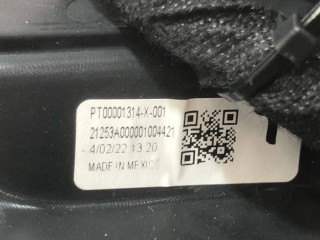 PT00001314-X-001
21253A000001004421
4/02/22 13:20
MADE IN MEXICO